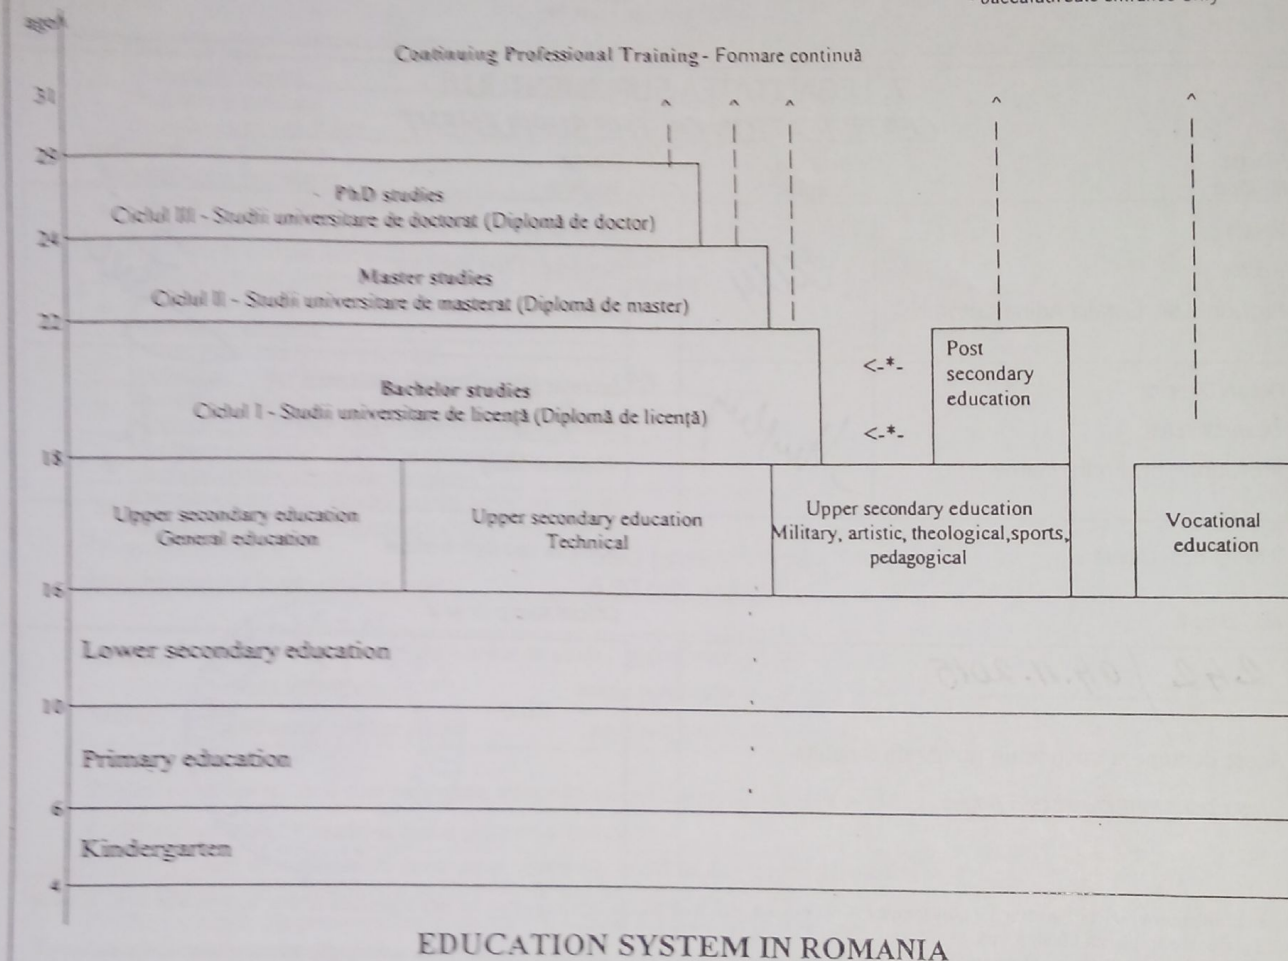 age
Continuing Professional Training - Formare continuă
31
PhD studies
Ciclul III - Studii universitare de doctorat (Diplomă de doctor)
24
Master studies
Ciclul II - Studii universitare de masterat (Diplomă de master)
22
Post
secondary
education
<-*-
<-*-
Bachelor studies
Ciclul I - Studii universitare de licență (Diplomă de licență)
18
Upper secondary education
General education
Upper secondary education
Technical
Upper secondary education
Military, artistic, theological,sports,
pedagogical
Vocational
education
Lower secondary education
10
Primary education
6
Kindergarten
4
EDUCATION SYSTEM IN ROMANIA